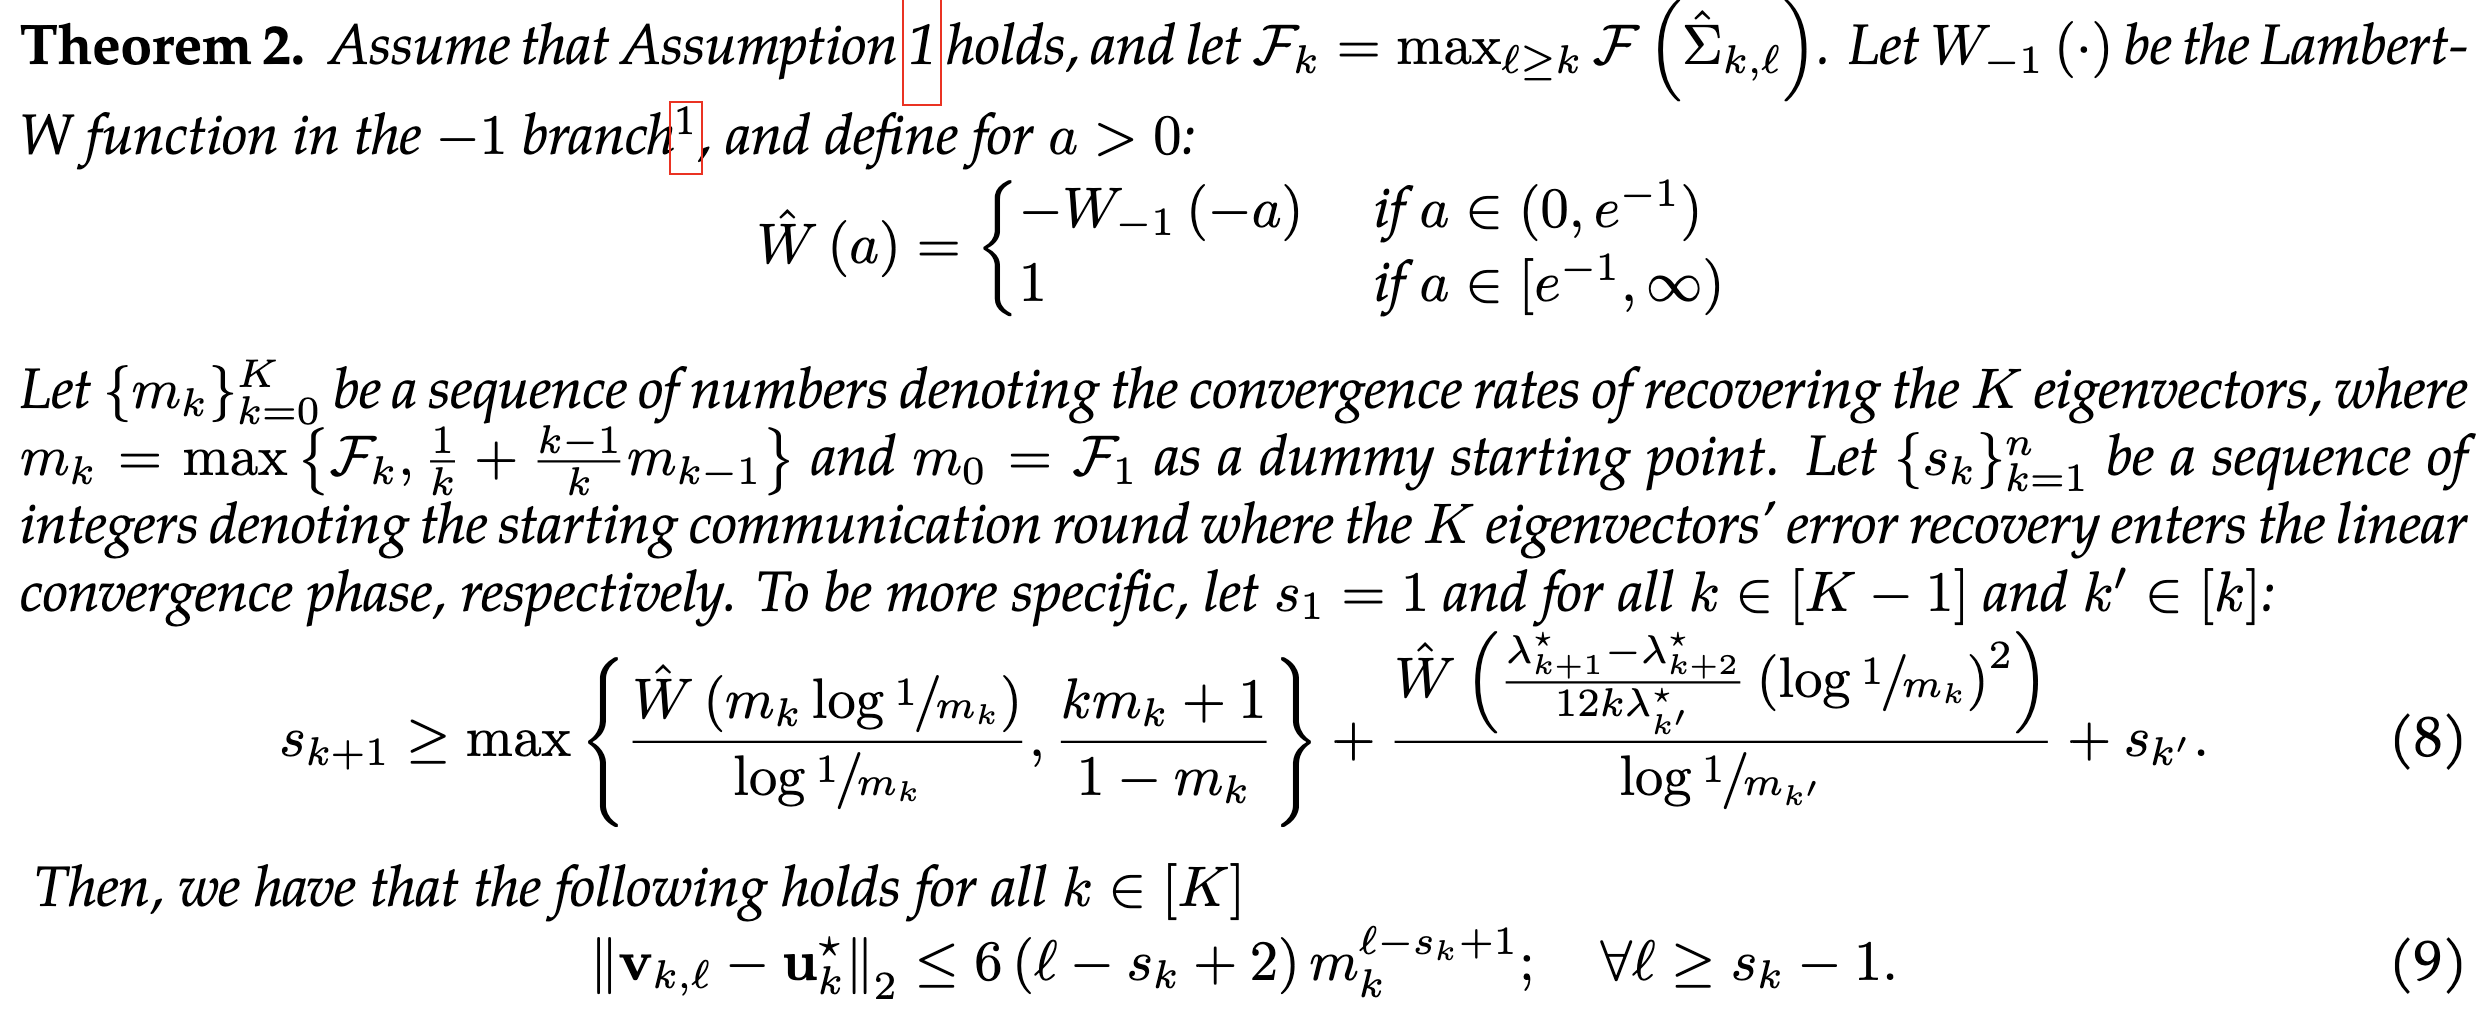 Theorem 2. Assume that Assumption 1 holds, and let $\mathcal{F}_k = \max_{\ell \geq k} \mathcal{F}\left(\hat{\Sigma}_{k,\ell}\right)$. Let $W_{-1}(\cdot)$ be the Lambert-
W function in the $-1$ branch$^1$, and define for $a > 0$:
$\hat{W}(a) = \begin{cases} -W_{-1}(-a) & \text{if } a \in (0, e^{-1}) \\ 1 & \text{if } a \in [e^{-1}, \infty) \end{cases}$
Let $\{m_k\}_{k=0}^{K}$ be a sequence of numbers denoting the convergence rates of recovering the $K$ eigenvectors, where
$m_k = \max\left\{\mathcal{F}_k, \frac{1}{k} + \frac{k-1}{k} m_{k-1}\right\}$ and $m_0 = \mathcal{F}_1$ as a dummy starting point. Let $\{s_k\}_{k=1}^{n}$ be a sequence of
integers denoting the starting communication round where the $K$ eigenvectors' error recovery enters the linear
convergence phase, respectively. To be more specific, let $s_1 = 1$ and for all $k \in [K-1]$ and $k' \in [k]$:
$s_{k+1} \geq \max\left\{\frac{\hat{W}(m_k \log 1/m_k)}{\log 1/m_k}, \frac{k m_k + 1}{1 - m_k}\right\} + \frac{\hat{W}\left(\frac{\lambda^\star_{k+1} - \lambda^\star_{k+2}}{12k\lambda^\star_{k'}} (\log 1/m_k)^2\right)}{\log 1/m_{k'}} + s_{k'}.$ (8)
Then, we have that the following holds for all $k \in [K]$
$\|\mathbf{v}_{k,\ell} - \mathbf{u}^\star_k\|_2 \leq 6(\ell - s_k + 2) m_k^{\ell - s_k + 1}; \quad \forall \ell \geq s_k - 1.$ (9)